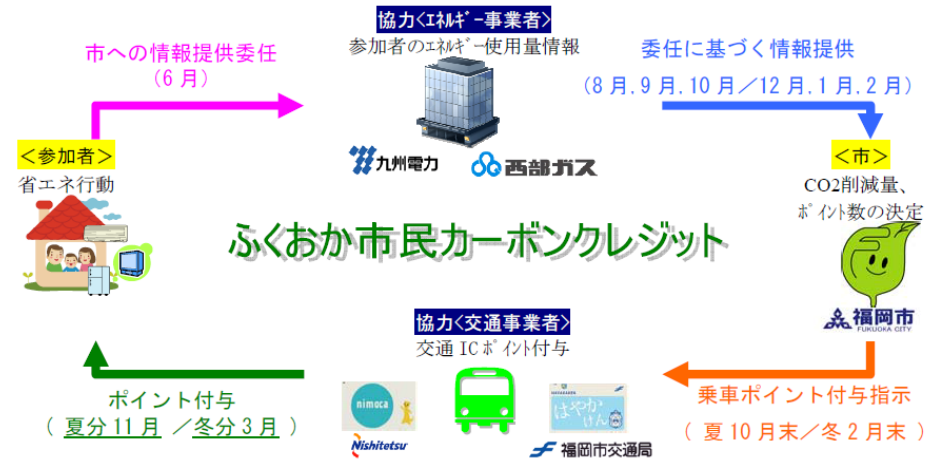 協力<エネルギー事業者>
参加者のエネルギー使用量情報
市への情報提供委任
（6月）
委任に基づく情報提供
（8月,9月,10月／12月,1月,2月）
九州電力
西部ガス
＜参加者＞
省エネ行動
＜市＞
CO2削減量、
ポイント数の決定
ふくおか市民カーボンクレジット
福岡市
FUKUOKA CITY
協力<交通事業者>
交通ICポイント付与
nimoca
はやかけん
Nishitetsu
福岡市交通局
ポイント付与
（ 夏分11月 ／冬分3月 ）
乗車ポイント付与指示
（ 夏10月末／冬2月末 ）